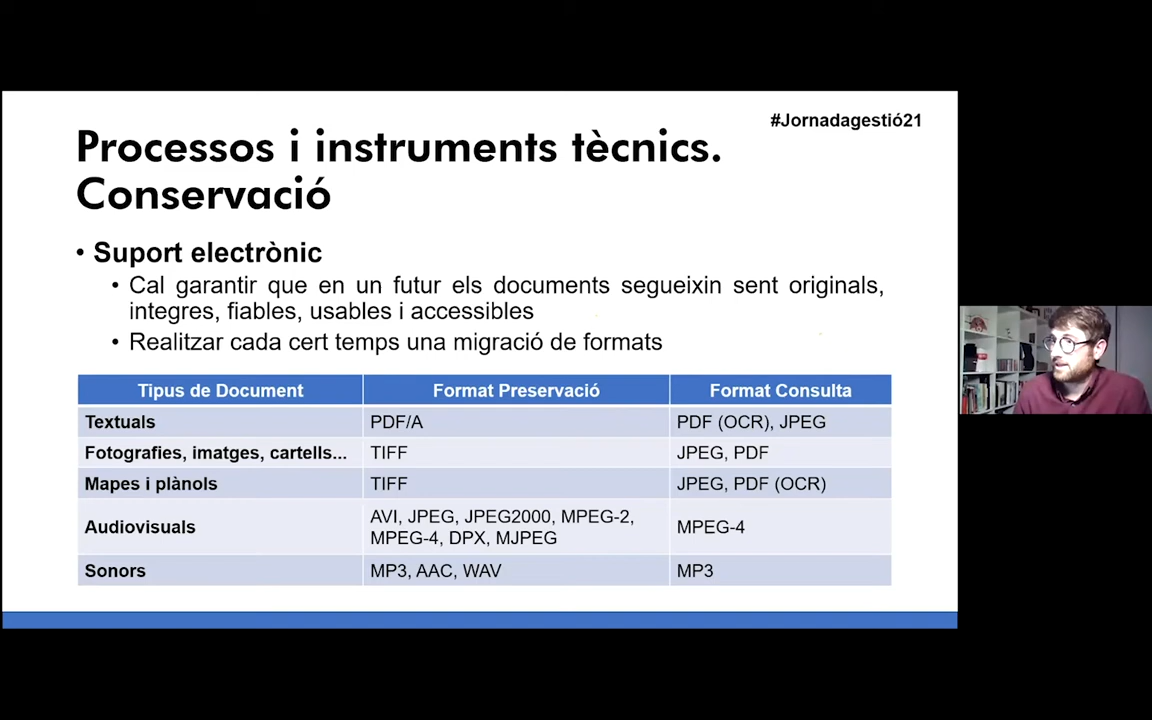 #Jornadagestió21
Processos i instruments tècnics.
Conservació
• Suport electrònic
• Cal garantir que en un futur els documents segueixin sent originals,
integres, fiables, usables i accessibles
• Realitzar cada cert temps una migració de formats
Tipus de Document Format Preservació Format Consulta
Textuals PDF/A PDF (OCR), JPEG
Fotografies, imatges, cartells... TIFF JPEG, PDF
Mapes i plànols TIFF JPEG, PDF (OCR)
Audiovisuals AVI, JPEG, JPEG2000, MPEG-2, MPEG-4
MPEG-4, DPX, MJPEG
Sonors MP3, AAC, WAV MP3